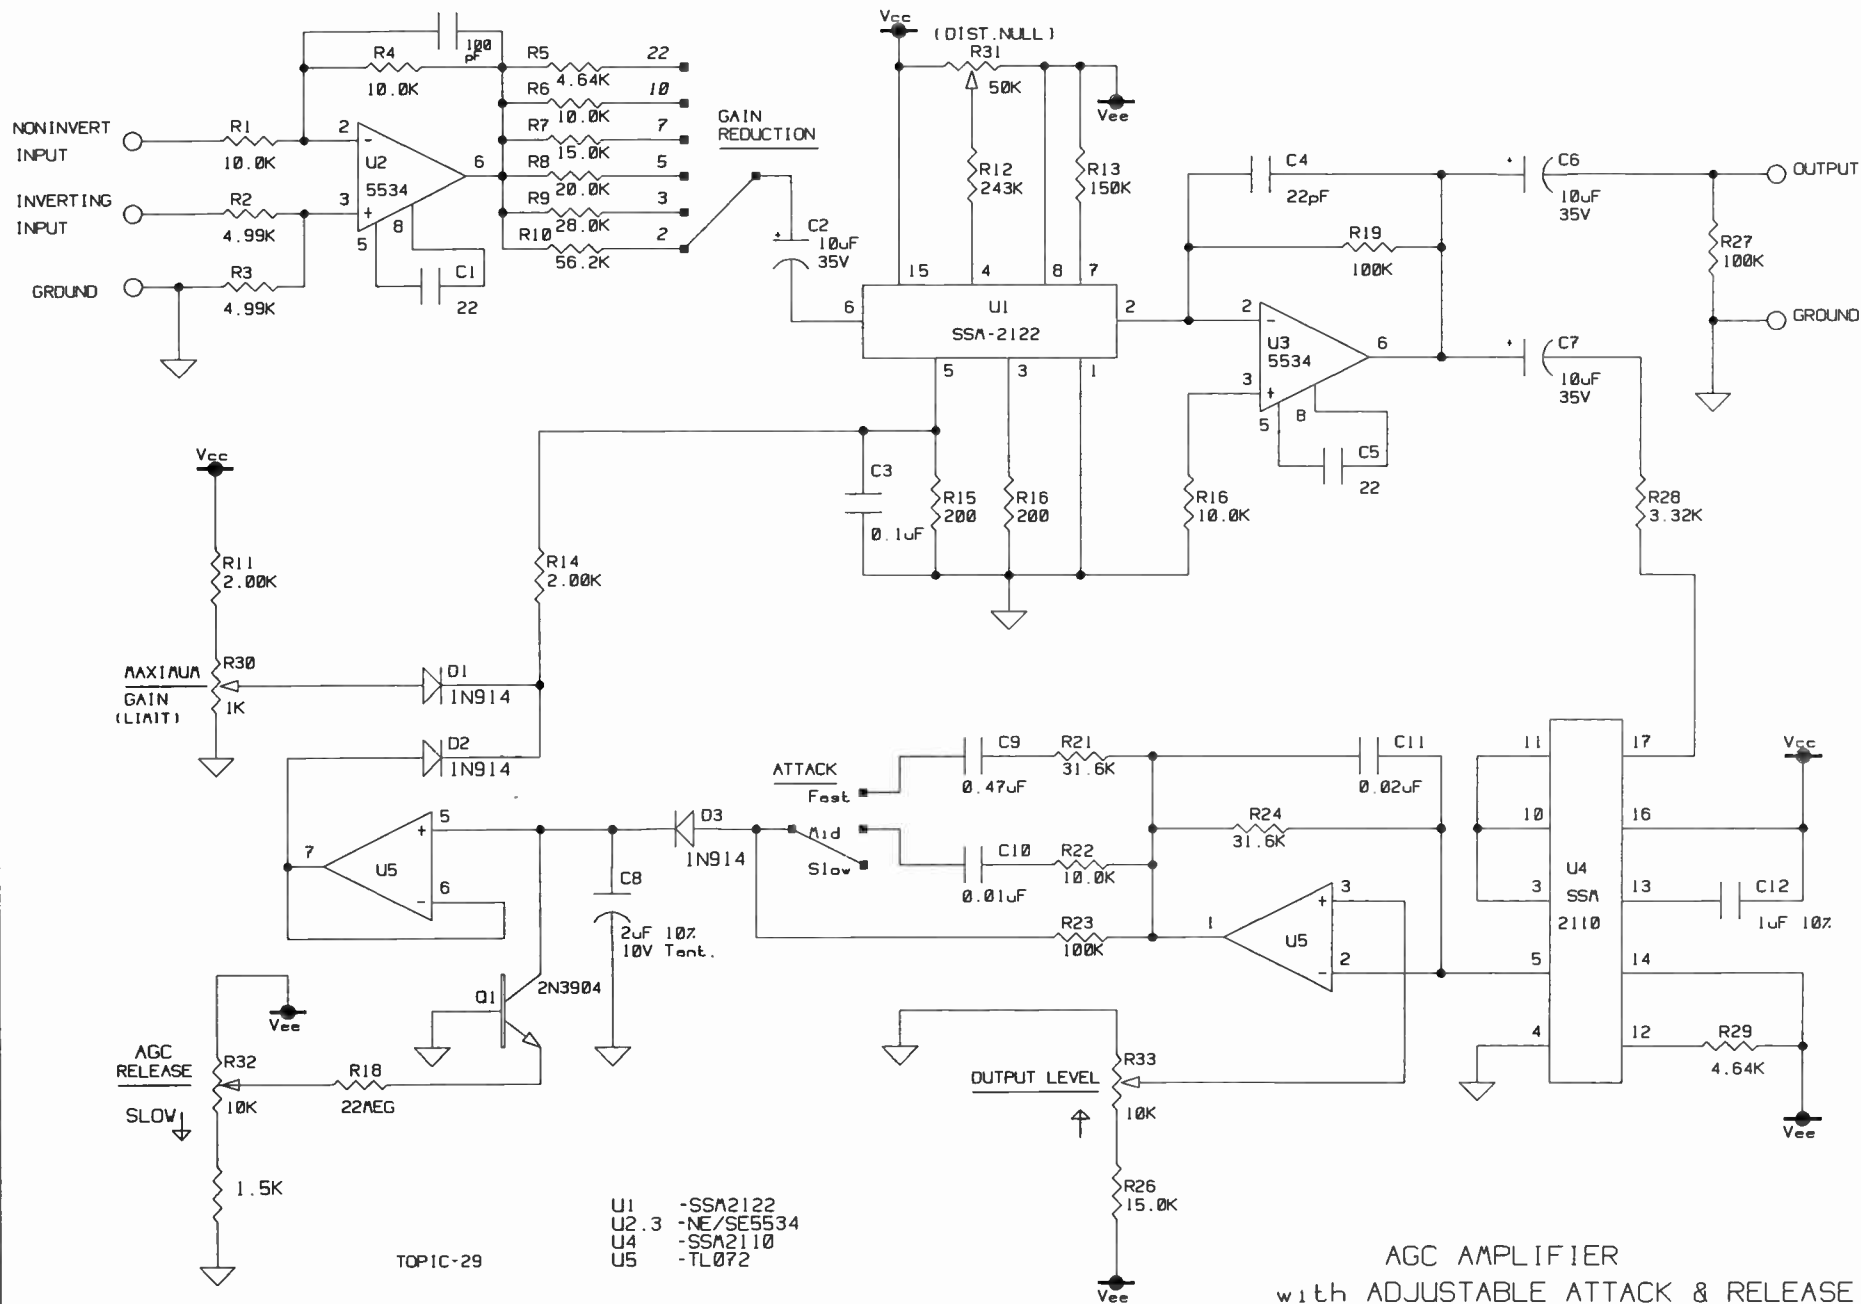 100
pF
R4
10.0K
R5
4.64K
22
R6
10.0K
10
R7
15.0K
7
R8
20.0K
5
R9
28.0K
3
R10
56.2K
2
GAIN
REDUCTION
NONINVERT
INPUT
R1
10.0K
INVERTING
INPUT
R2
4.99K
GROUND
R3
4.99K
2
-
U2
5534
6
3
+
5
8
C1
22
+
C2
10uF
35V
Vcc
(DIST.NULL)
R31
50K
Vee
R12
243K
R13
150K
15
4
8
7
6
U1
SSM-2122
2
5
3
1
C4
22pF
R19
100K
2
-
U3
5534
6
3
+
5
8
C5
22
+
C6
10uF
35V
OUTPUT
R27
100K
GROUND
+
C7
10uF
35V
R28
3.32K
C3
0.1uF
R15
200
R16
200
R16
10.0K
Vcc
R11
2.00K
R14
2.00K
MAXIMUM
GAIN
(LIMIT)
R30
1K
D1
1N914
D2
1N914
5
+
7
U5
6
-
D3
1N914
C8
2uF 10%
10V Tant.
ATTACK
Fast
Mid
Slow
C9
0.47uF
R21
31.6K
C10
0.01uF
R22
10.0K
R23
100K
C11
0.02uF
R24
31.6K
1
U5
3
+
2
-
11
17
10
16
3
U4
SSM
2110
13
5
14
4
12
Vcc
C12
1uF 10%
R29
4.64K
Vee
Q1
2N3904
Vee
AGC
RELEASE
SLOW
R32
10K
R18
22MEG
1.5K
OUTPUT LEVEL
R33
10K
R26
15.0K
Vee
U1 -SSM2122
U2.3 -NE/SE5534
U4 -SSM2110
U5 -TL072
TOPIC-29
AGC AMPLIFIER
with ADJUSTABLE ATTACK & RELEASE